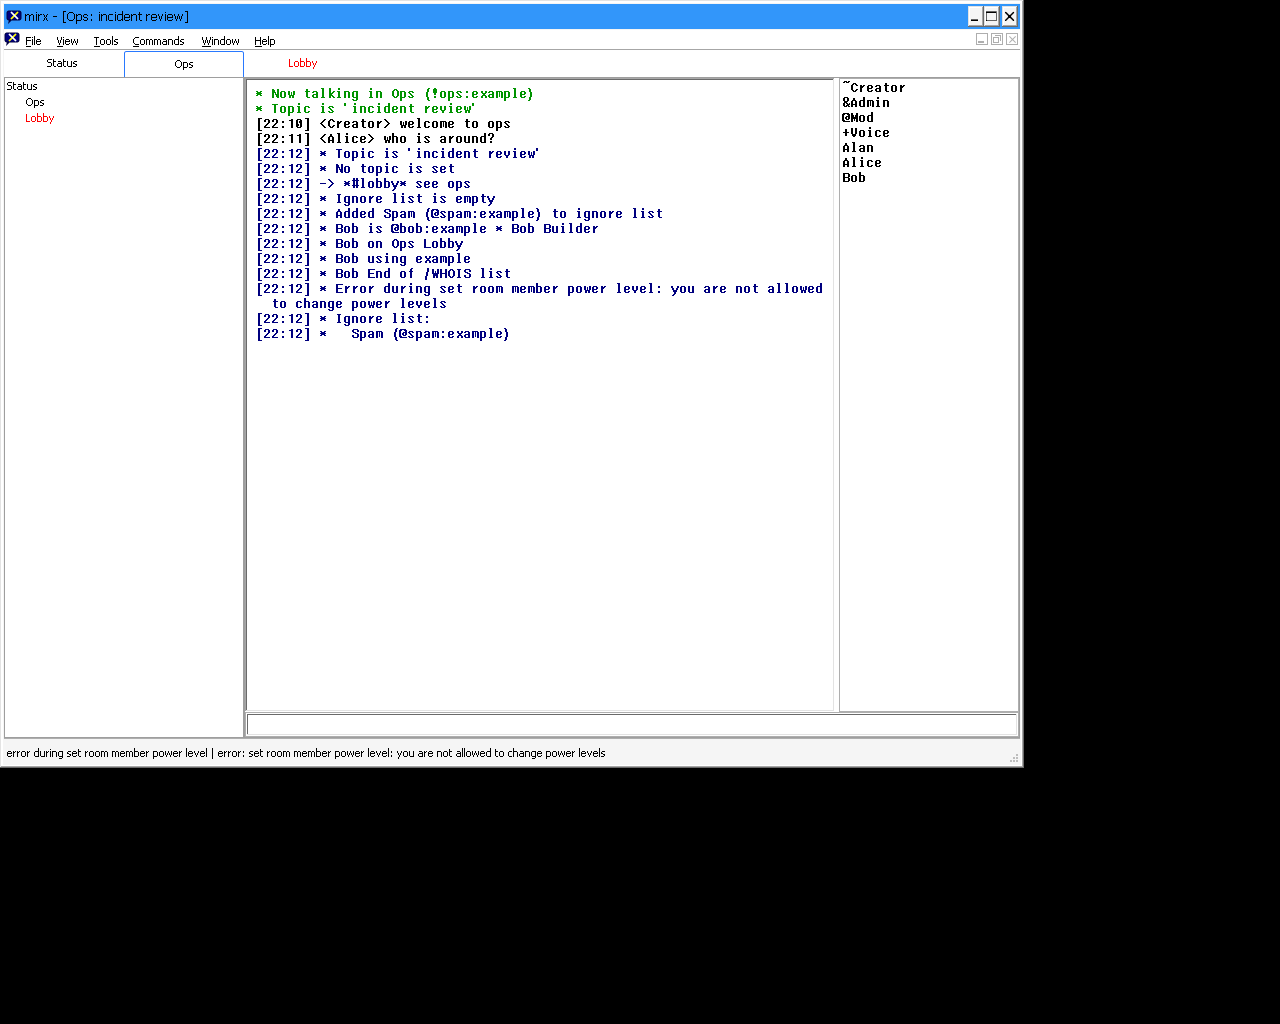 mirx - [Ops: incident review]
File View Tools Commands Window Help
Status Ops Lobby
Status
Ops
Lobby
* Now talking in Ops (!ops:example)
* Topic is 'incident review'
[22:10] <Creator> welcome to ops
[22:11] <Alice> who is around?
[22:12] * Topic is 'incident review'
[22:12] * No topic is set
[22:12] -> *#lobby* see ops
[22:12] * Ignore list is empty
[22:12] * Added Spam (@spam:example) to ignore list
[22:12] * Bob is @bob:example * Bob Builder
[22:12] * Bob on Ops Lobby
[22:12] * Bob using example
[22:12] * Bob End of /WHOIS list
[22:12] * Error during set room member power level: you are not allowed
to change power levels
[22:12] * Ignore list:
[22:12] *   Spam (@spam:example)
~Creator
&Admin
@Mod
+Voice
Alan
Alice
Bob
error during set room member power level | error: set room member power level: you are not allowed to change power levels